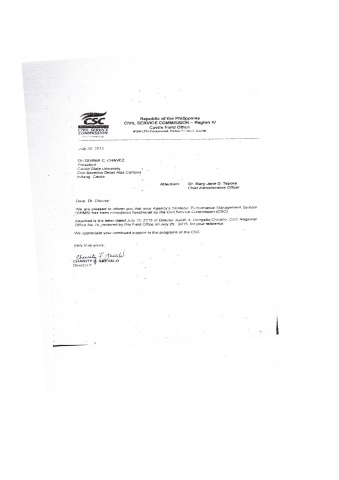 CSC
CIVIL SERVICE
COMMISSION
Republic of the Philippines
CIVIL SERVICE COMMISSION – Region IV
Cavite Field Office
July 30, 2015
Dr. DIVINIA C. CHAVEZ
President
Cavite State University
Don Severino Delas Alas Campus
Indang, Cavite
Attention: Dr. Mary Jane D. Tepora
Chief Administrative Officer
Dear Dr. Chavez:
We are pleased to inform you that your Agency's Strategic Performance Management System
(SPMS) has been considered functional by the Civil Service Commission (CSC).
Attached is the letter dated July 15, 2015 of Director Judith A. Chicano, CSC Regional
Office No. IV received by this Field Office on July 29, 2015, for your reference.
We appreciate your continued support to the programs of the CSC.
Very truly yours,
CHARITY
Director II